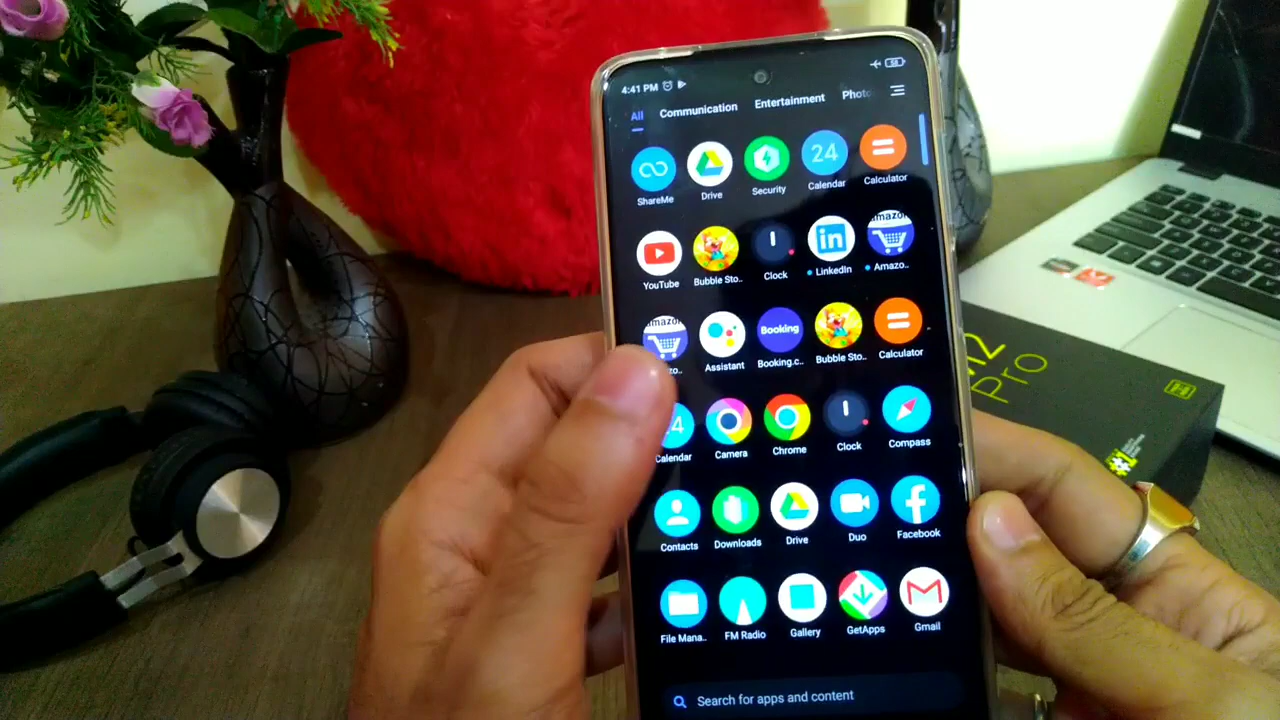 4:41 PM
58
All Communication Entertainment Photo
ShareMe Drive Security 24 Calendar Calculator
YouTube Bubble Sto.. Clock in LinkedIn amazon Amazo..
amazon Assistant Booking Booking.c.. Bubble Sto.. Calculator
Calendar Camera Chrome Clock Compass
Contacts Downloads Drive Duo Facebook
File Mana.. FM Radio Gallery GetApps Gmail
Search for apps and content
Pro